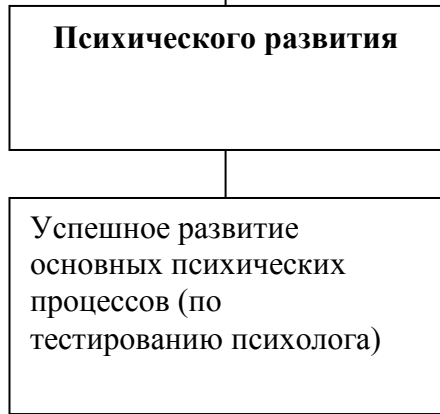 Психического развития
Успешное развитие
основных психических
процессов (по
тестированию психолога)